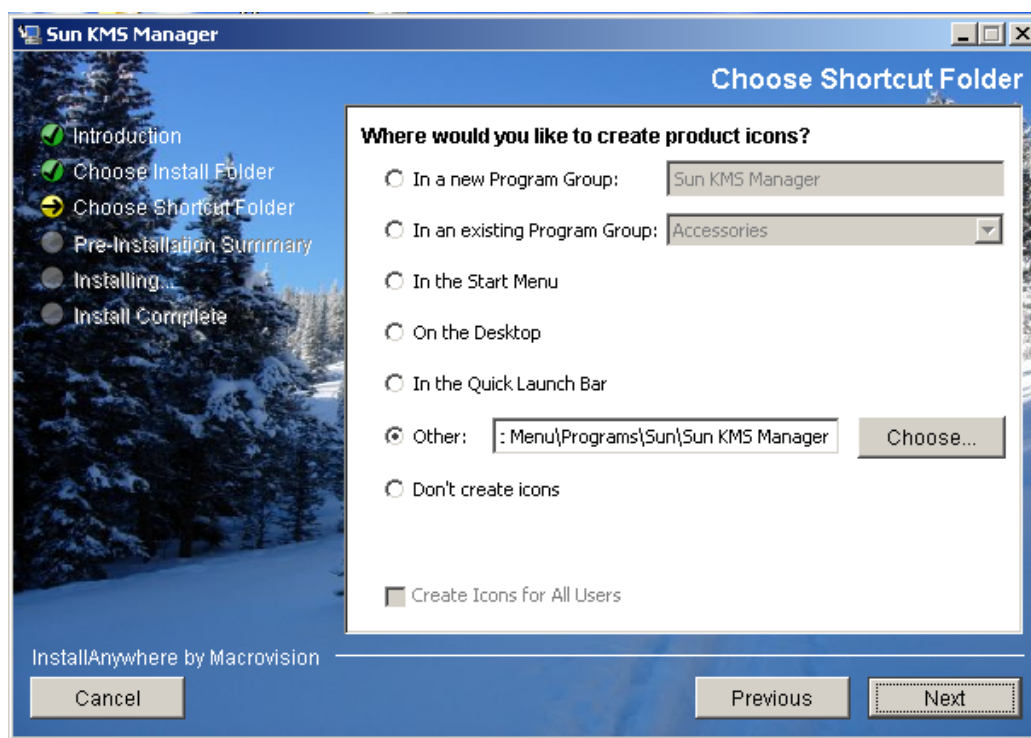 Sun KMS Manager
Choose Shortcut Folder
Introduction
Choose Install Folder
Choose Shortcut Folder
Pre-Installation Summary
Installing...
Install Complete
Where would you like to create product icons?
In a new Program Group: Sun KMS Manager
In an existing Program Group: Accessories
In the Start Menu
On the Desktop
In the Quick Launch Bar
Other: : Menu\Programs\Sun\Sun KMS Manager Choose...
Don't create icons
Create Icons for All Users
InstallAnywhere by Macrovision
Cancel Previous Next